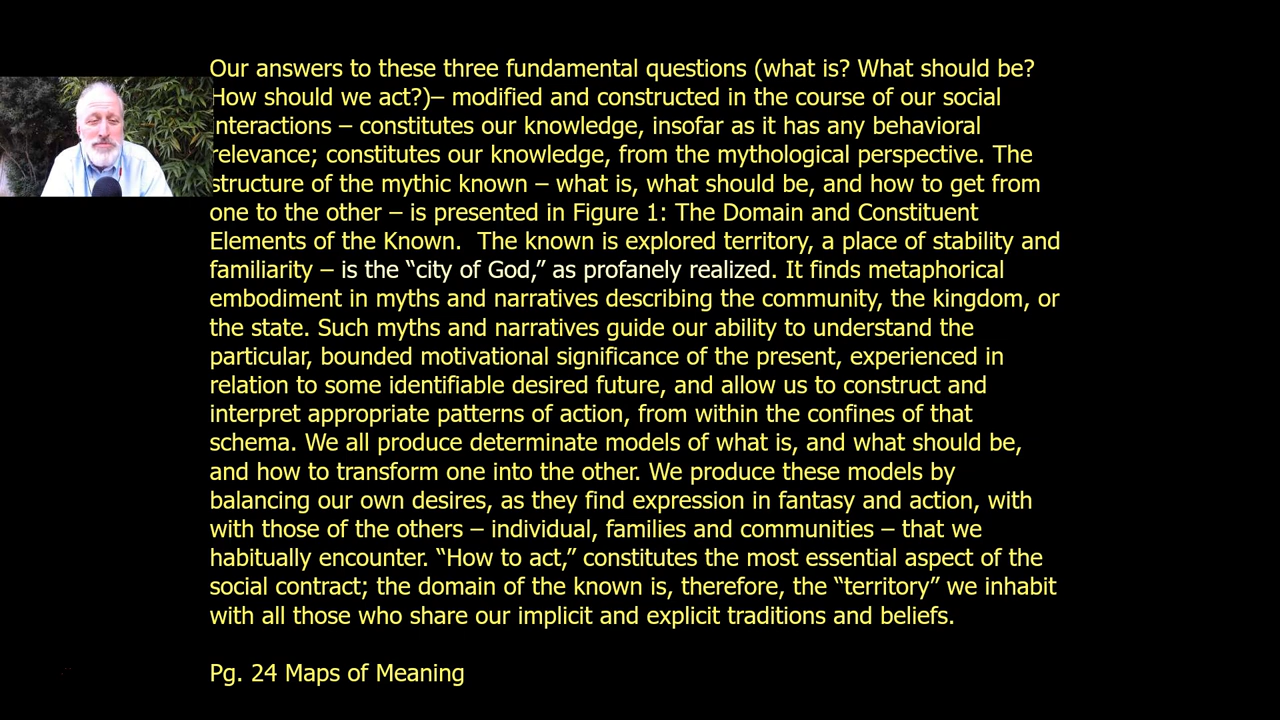 Our answers to these three fundamental questions (what is? What should be?
How should we act?)– modified and constructed in the course of our social
interactions – constitutes our knowledge, insofar as it has any behavioral
relevance; constitutes our knowledge, from the mythological perspective. The
structure of the mythic known – what is, what should be, and how to get from
one to the other – is presented in Figure 1: The Domain and Constituent
Elements of the Known.  The known is explored territory, a place of stability and
familiarity – is the “city of God,” as profanely realized. It finds metaphorical
embodiment in myths and narratives describing the community, the kingdom, or
the state. Such myths and narratives guide our ability to understand the
particular, bounded motivational significance of the present, experienced in
relation to some identifiable desired future, and allow us to construct and
interpret appropriate patterns of action, from within the confines of that
schema. We all produce determinate models of what is, and what should be,
and how to transform one into the other. We produce these models by
balancing our own desires, as they find expression in fantasy and action, with
with those of the others – individual, families and communities – that we
habitually encounter. “How to act,” constitutes the most essential aspect of the
social contract; the domain of the known is, therefore, the “territory” we inhabit
with all those who share our implicit and explicit traditions and beliefs.
Pg. 24 Maps of Meaning